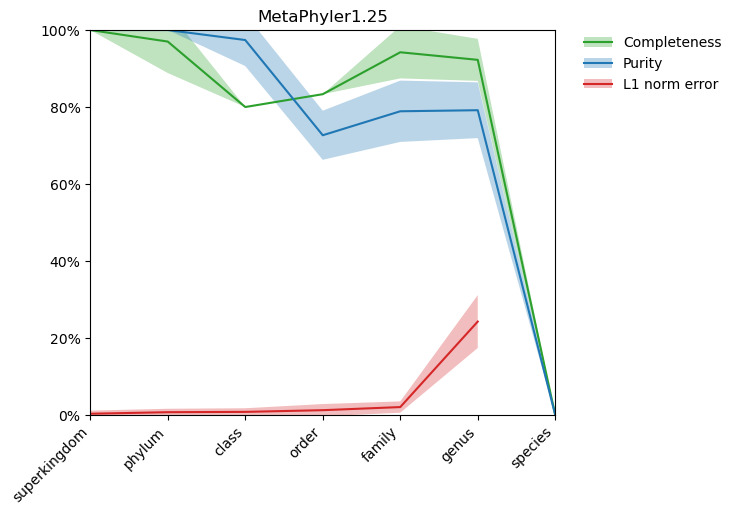 MetaPhyler1.25
100%
80%
60%
40%
20%
0%
superkingdom
phylum
class
order
family
genus
species
Completeness
Purity
L1 norm error